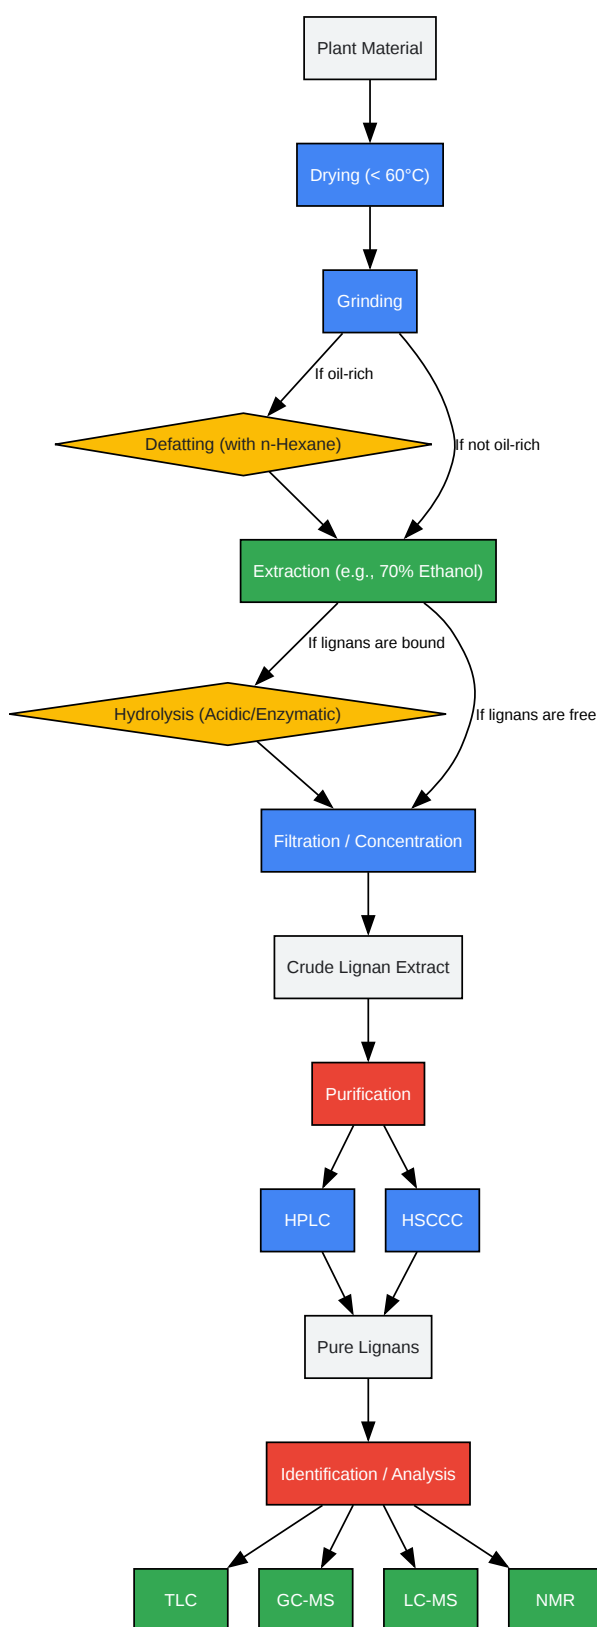 Plant Material
Drying (< 60°C)
Grinding
If oil-rich
Defatting (with n-Hexane)
If not oil-rich
Extraction (e.g., 70% Ethanol)
If lignans are bound
Hydrolysis (Acidic/Enzymatic)
If lignans are free
Filtration / Concentration
Crude Lignan Extract
Purification
HPLC
HSCCC
Pure Lignans
Identification / Analysis
TLC
GC-MS
LC-MS
NMR